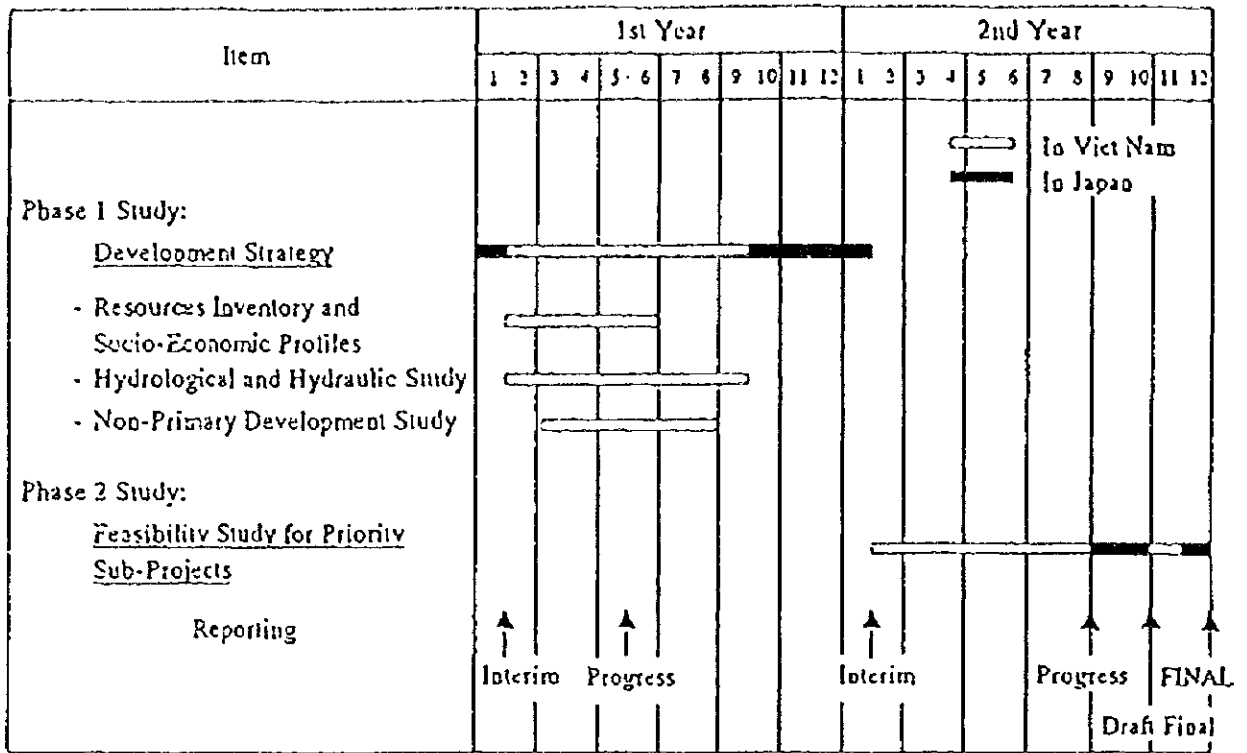 Item
1st Year
2nd Year
1 2 3 4 5 6 7 8 9 10 11 12 1 2 3 4 5 6 7 8 9 10 11 12
In Viet Nam
In Japan
Phase 1 Study:
Development Strategy
- Resources Inventory and
Socio-Economic Profiles
- Hydrological and Hydraulic Study
- Non-Primary Development Study
Phase 2 Study:
Feasibility Study for Priority
Sub-Projects
Reporting
Interim Progress Interim Progress FINAL
Draft Final